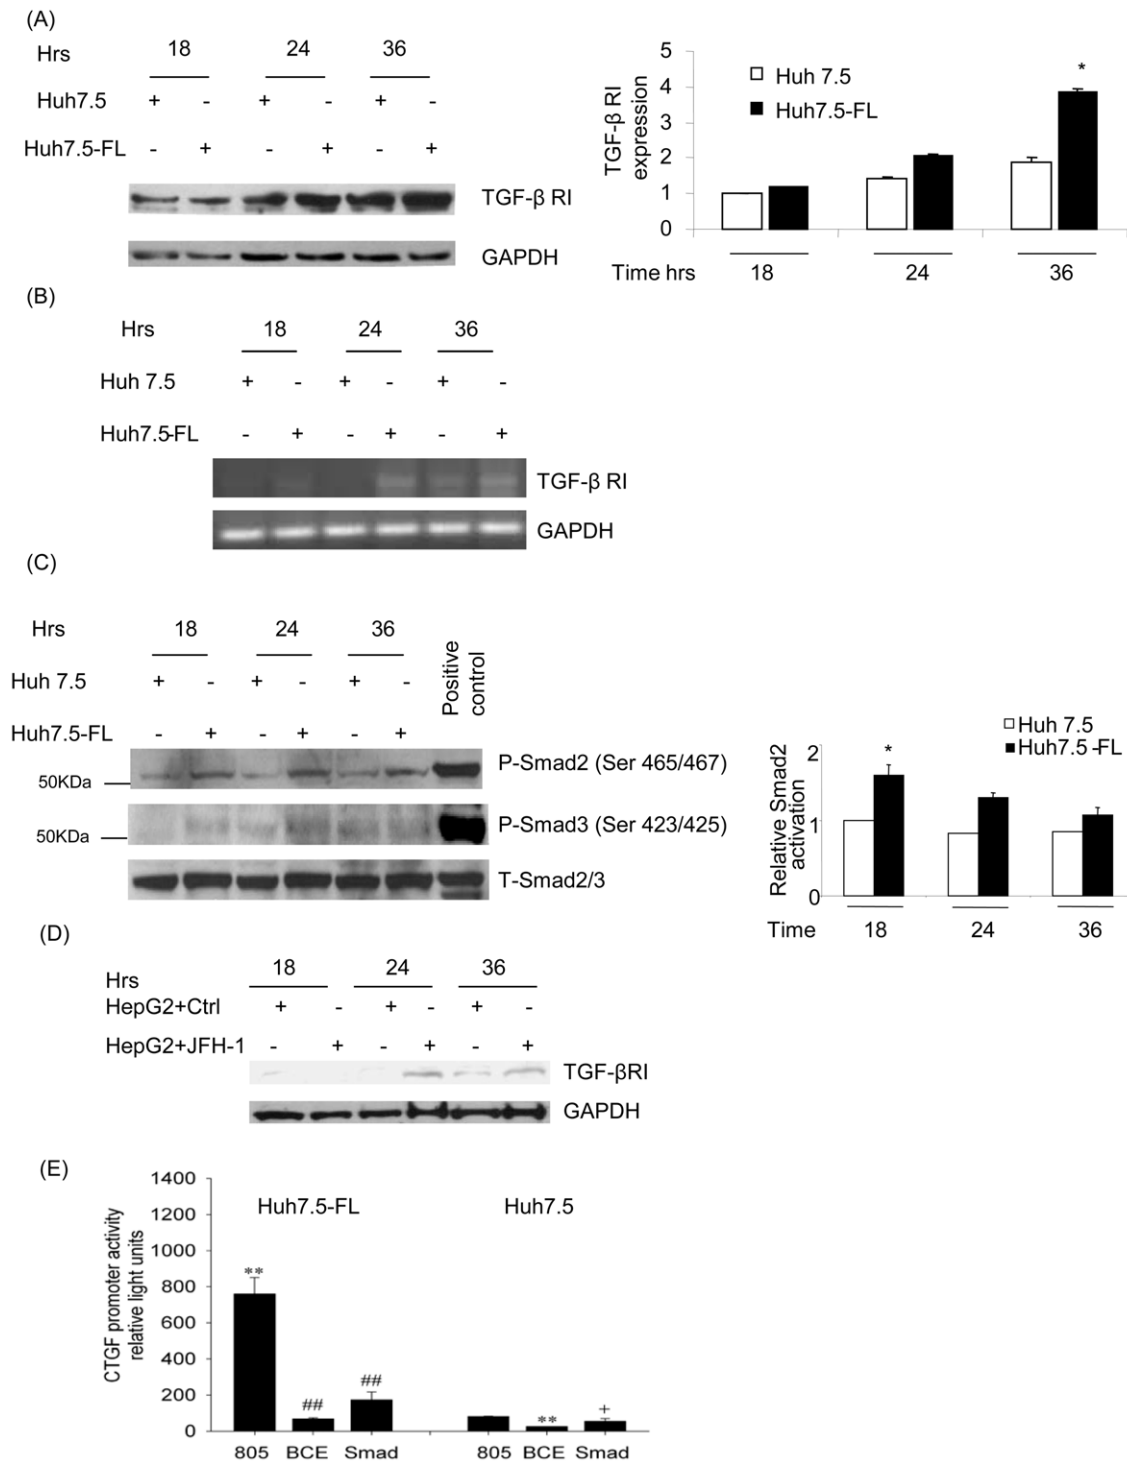 (A)
Hrs 18 24 36
Huh7.5 + - + - + -
Huh7.5-FL - + - + - +
TGF-β RI
GAPDH
5
4
3
2
1
0
TGF-β RI
expression
Huh 7.5
Huh7.5-FL
*
Time hrs 18 24 36
(B)
Hrs 18 24 36
Huh 7.5 + - + - + -
Huh7.5-FL - + - + - +
TGF-β RI
GAPDH
(C)
Hrs 18 24 36
Positive
control
Huh 7.5 + - + - + -
Huh7.5-FL - + - + - +
50KDa
P-Smad2 (Ser 465/467)
50KDa
P-Smad3 (Ser 423/425)
T-Smad2/3
Huh 7.5
Huh7.5-FL
2
1
0
Relative Smad2
activation
*
Time 18 24 36
(D)
Hrs 18 24 36
HepG2+Ctrl + - + - + -
HepG2+JFH-1 - + - + - +
TGF-βRI
GAPDH
(E)
1400
1200
1000
800
600
400
200
0
CTGF promoter activity
relative light units
Huh7.5-FL Huh7.5
** ## ## ** +
805 BCE Smad 805 BCE Smad